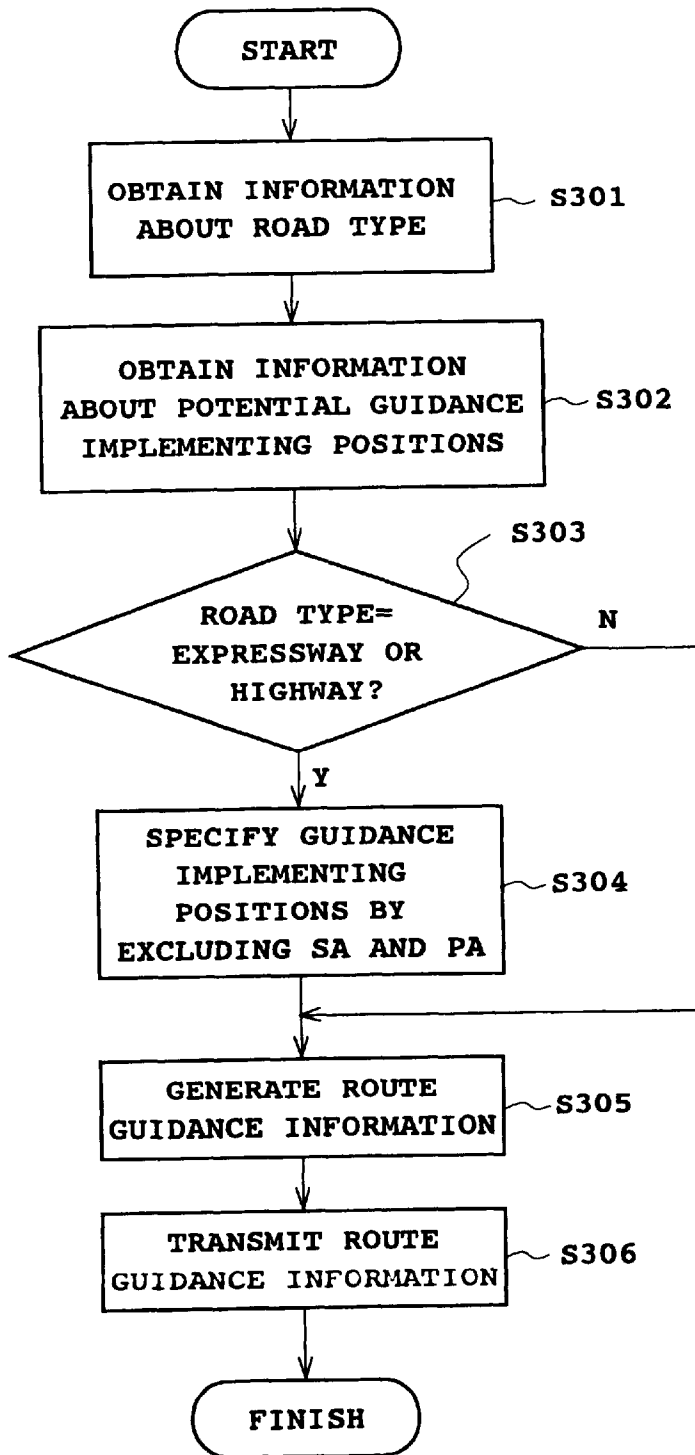 START
OBTAIN INFORMATION
ABOUT ROAD TYPE
S301
OBTAIN INFORMATION
ABOUT POTENTIAL GUIDANCE
IMPLEMENTING POSITIONS
S302
S303
ROAD TYPE=
EXPRESSWAY OR
HIGHWAY?
N
Y
SPECIFY GUIDANCE
IMPLEMENTING
POSITIONS BY
EXCLUDING SA AND PA
S304
GENERATE ROUTE
GUIDANCE INFORMATION
S305
TRANSMIT ROUTE
GUIDANCE INFORMATION
S306
FINISH